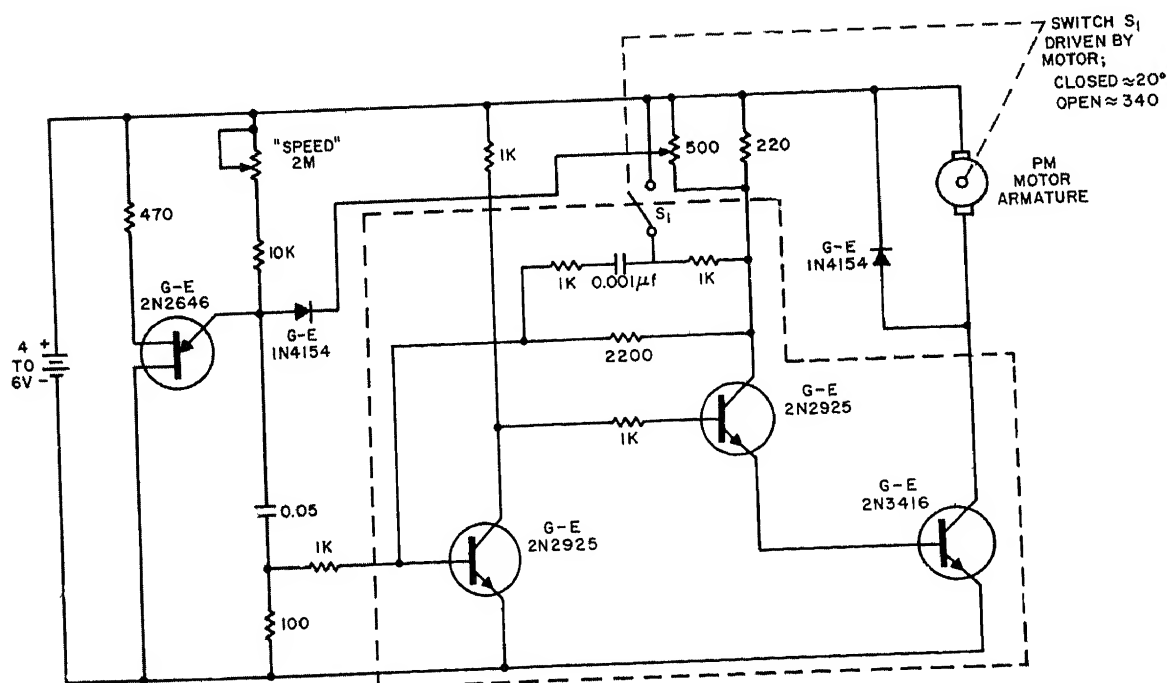 SWITCH S1
DRIVEN BY
MOTOR;
CLOSED ≈20°
OPEN ≈ 340
"SPEED"
2M
1K
500
220
PM
MOTOR
ARMATURE
470
10K
S1
G-E
1N4154
1K
0.001μf
1K
G-E
2N2646
G-E
1N4154
2200
4
TO
6V
+
-
G-E
2N2925
1K
G-E
2N3416
0.05
G-E
2N2925
1K
100